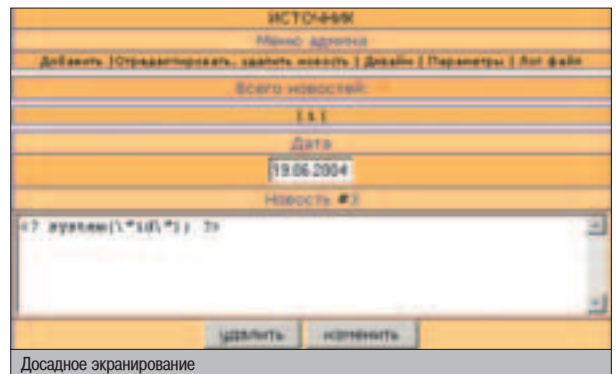 ИСТОЧНИК
Меню админа
Добавить | Отредактировать, удалить новость | Дизайн | Параметры | Лог файл
Всего новостей:
[ 1 ]
Дата
19.06.2004
Новость #3
<? system(\"id\"); ?>
удалить изменить
Досадное экранирование